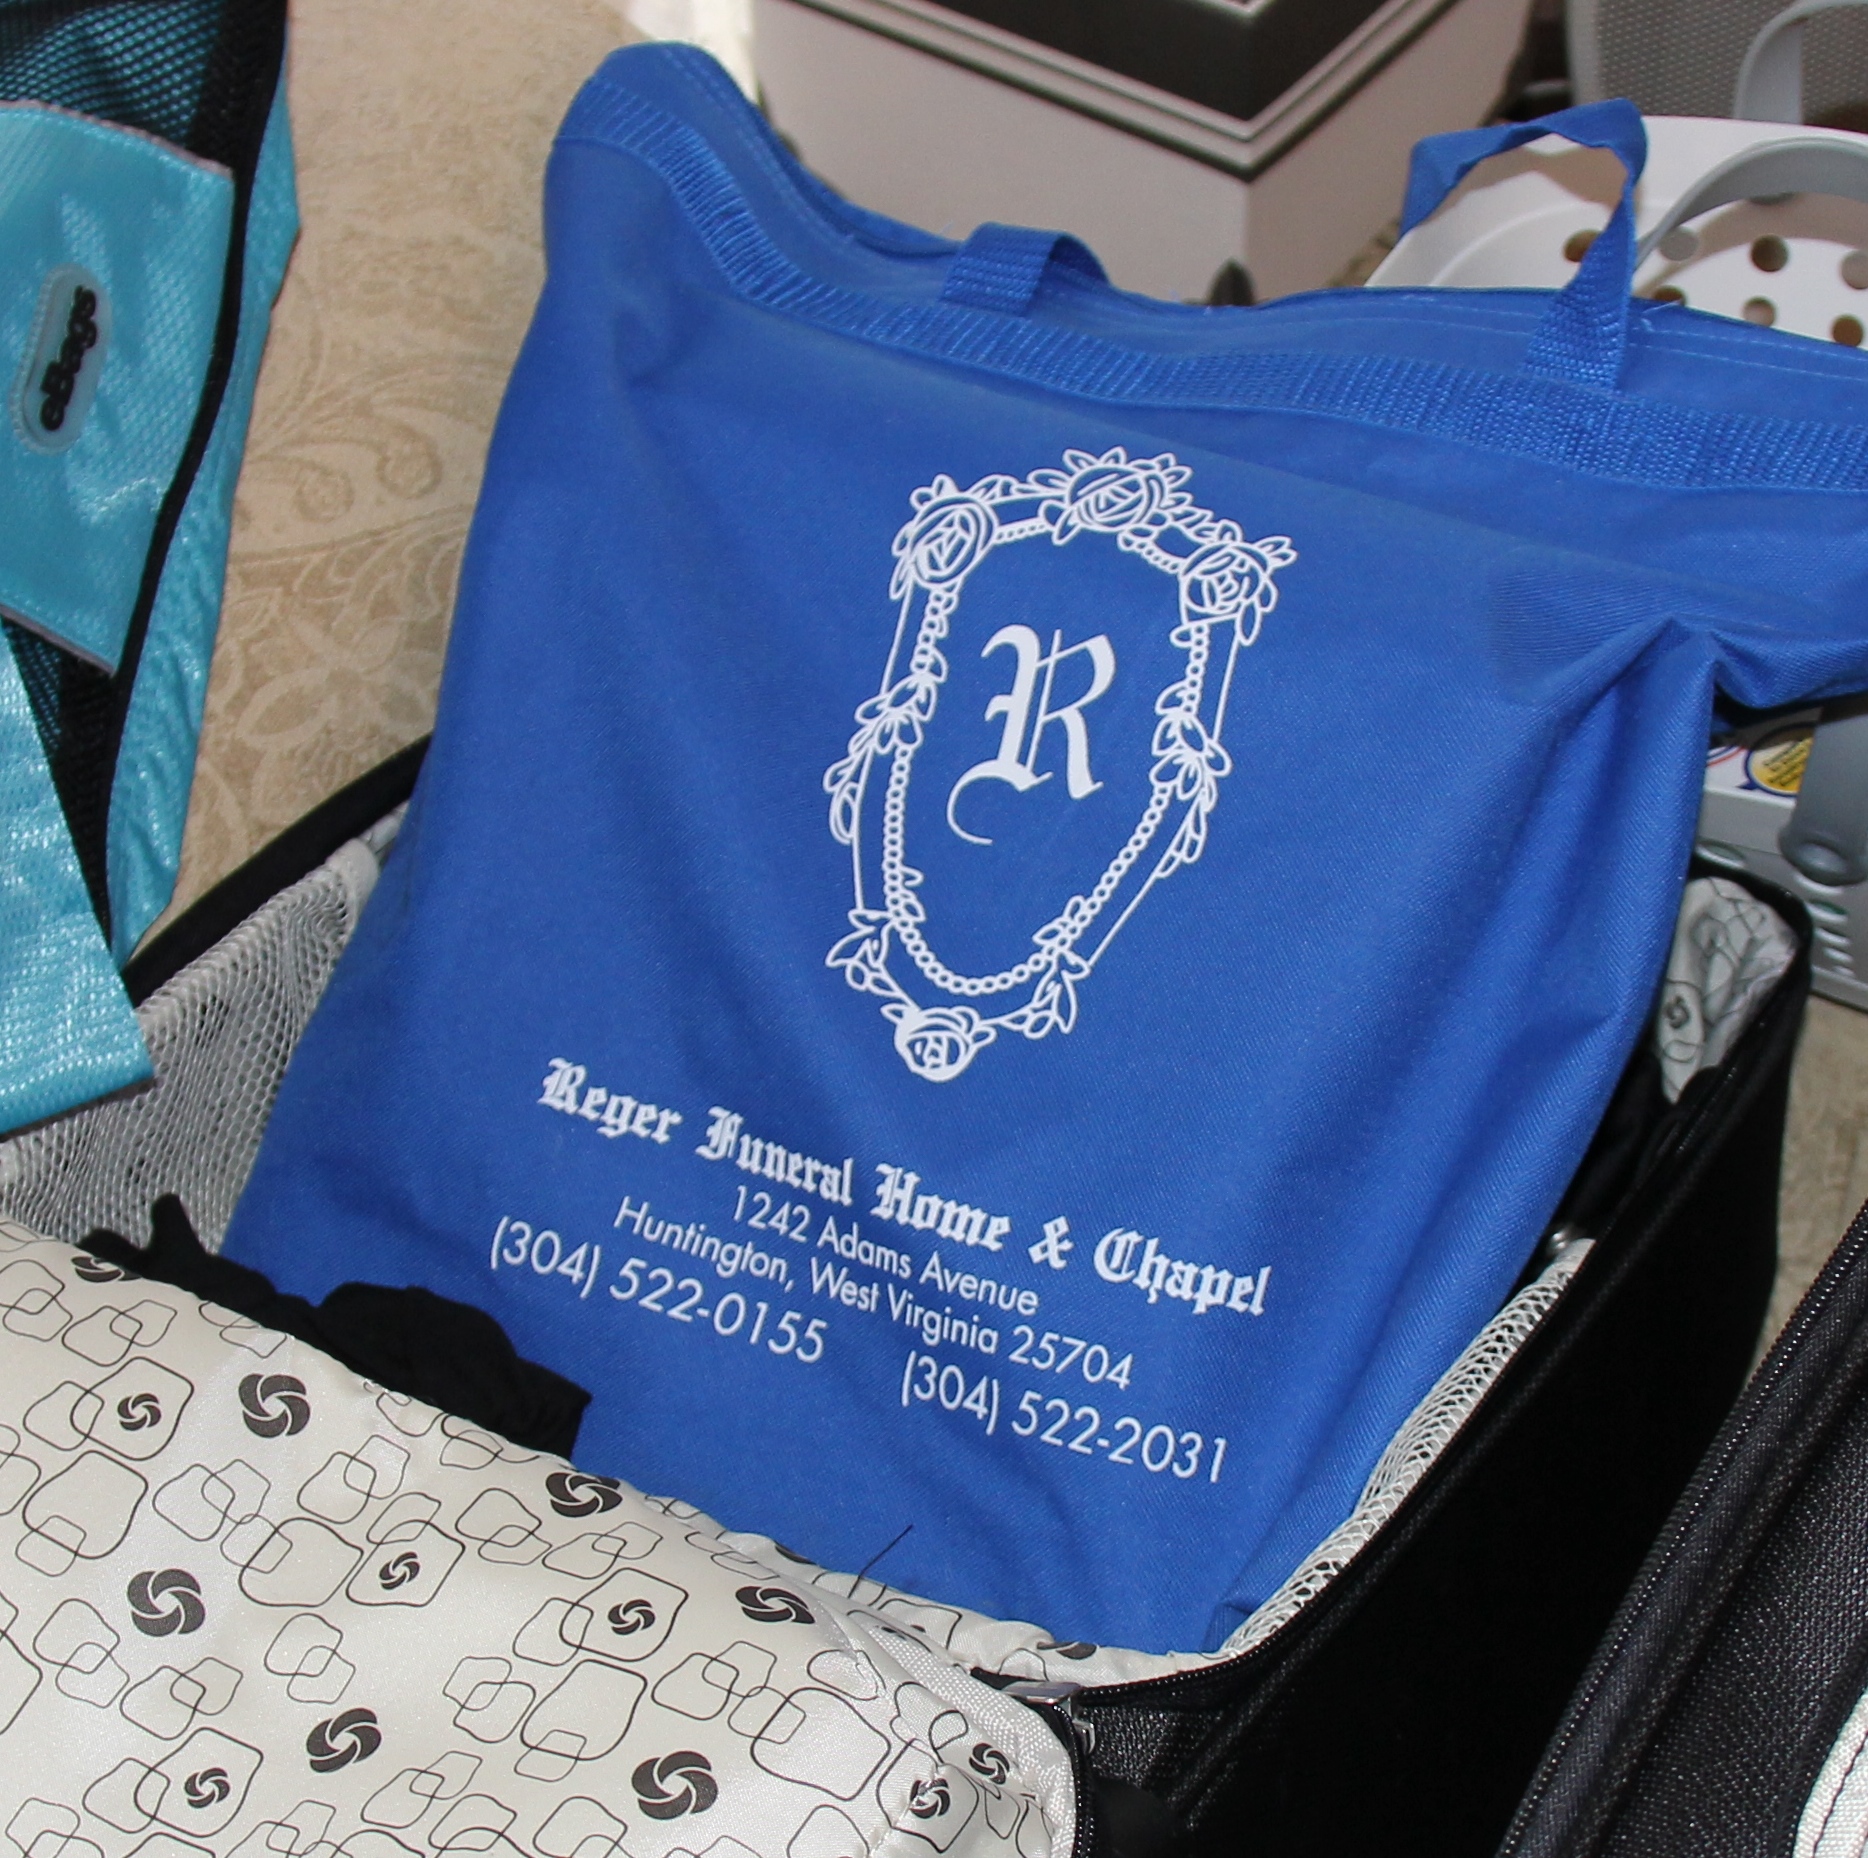 eBags
R
Reger Funeral Home & Chapel
1242 Adams Avenue
Huntington, West Virginia 25704
(304) 522-0155 (304) 522-2031